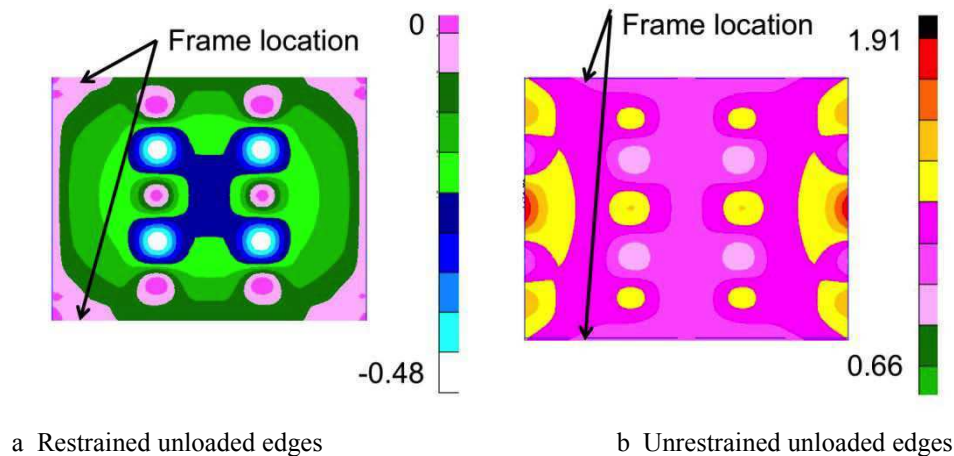 Frame location
0
-0.48
Frame location
1.91
0.66
a Restrained unloaded edges
b Unrestrained unloaded edges